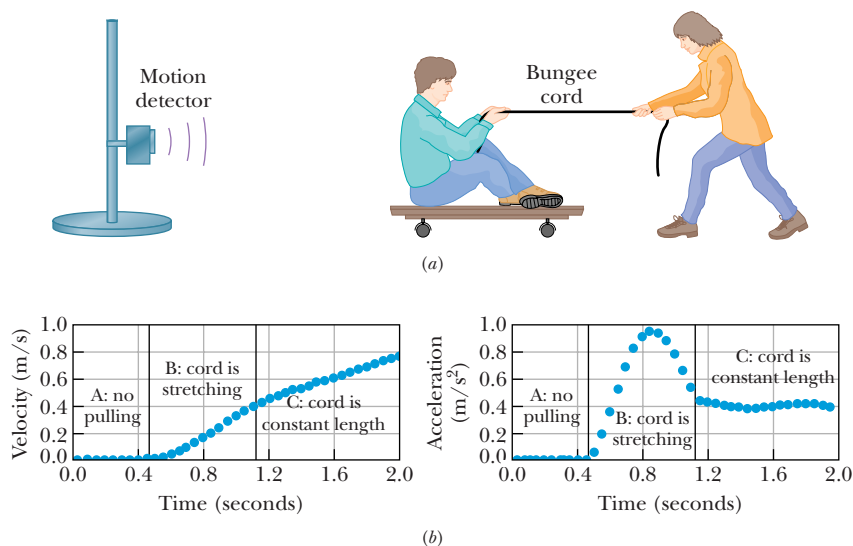 Motion
detector
Bungee
cord
(a)
Velocity (m/s)
1.0
0.8
0.6
0.4
0.2
0.0
A: no
pulling
B: cord is
stretching
C: cord is
constant length
0.0 0.4 0.8 1.2 1.6 2.0
Time (seconds)
Acceleration
(m/s²)
1.0
0.8
0.6
0.4
0.2
0.0
A: no
pulling
B: cord is
stretching
C: cord is
constant length
0.0 0.4 0.8 1.2 1.6 2.0
Time (seconds)
(b)